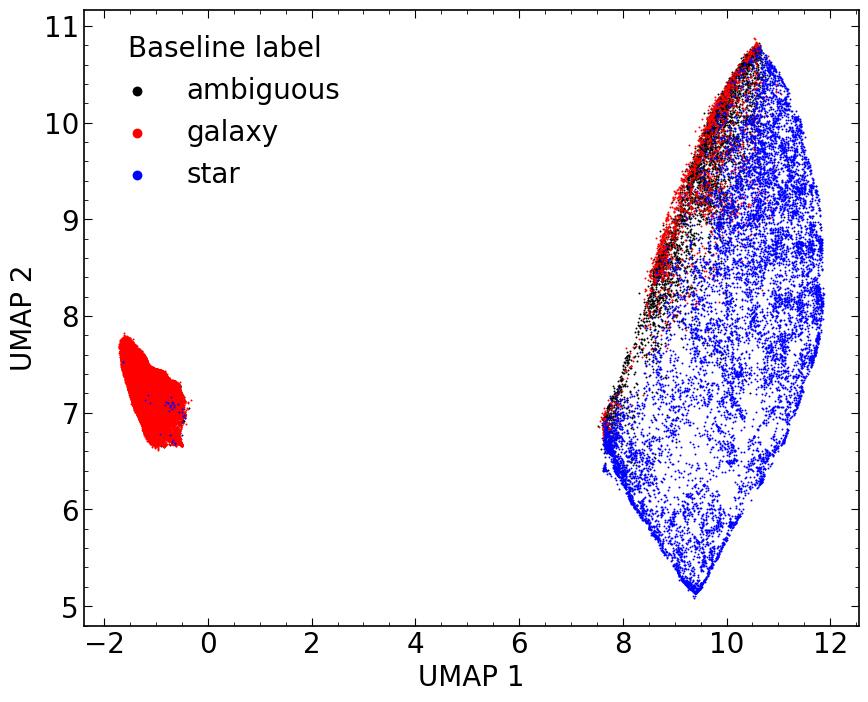 Baseline label
ambiguous
galaxy
star
11
10
9
8
7
6
5
UMAP 2
−2 0 2 4 6 8 10 12
UMAP 1